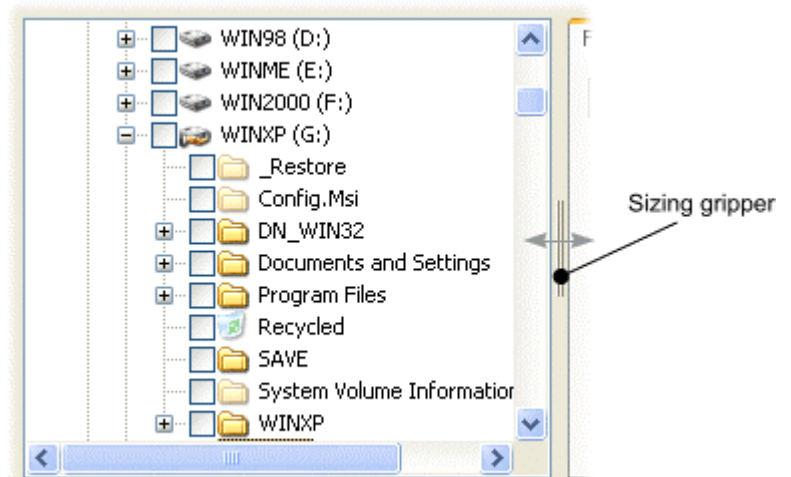 WIN98 (D:)
F
WINME (E:)
WIN2000 (F:)
WINXP (G:)
_Restore
Config.Msi
Sizing gripper
DN_WIN32
Documents and Settings
Program Files
Recycled
SAVE
System Volume Information
WINXP